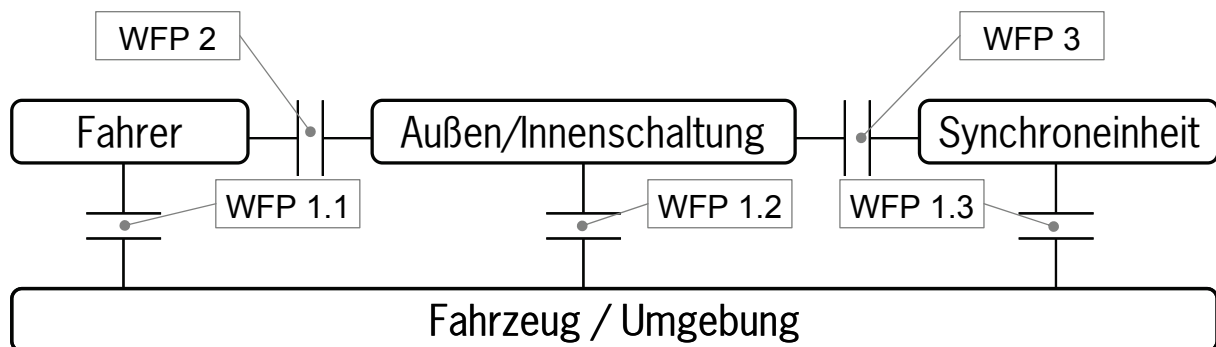 WFP 2
WFP 3
Fahrer
Außen/Innenschaltung
Synchroneinheit
WFP 1.1
WFP 1.2
WFP 1.3
Fahrzeug / Umgebung